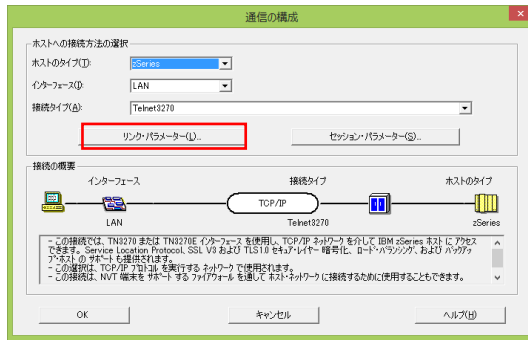 通信の構成
ホストへの接続方法の選択
ホストのタイプ(T):
zSeries
インターフェース(I):
LAN
接続タイプ(A):
Telnet3270
リンク・パラメーター(L)...
セッション・パラメーター(S)...
接続の概要
インターフェース
接続タイプ
ホストのタイプ
TCP/IP
LAN
Telnet3270
zSeries
- この接続では、TN3270 または TN3270E インターフェース を使用し、TCP/IP ネットワーク を介して IBM zSeries ホスト に アクセス
できます。Service Location Protocol、SSL V3 および TLS1.0 セキュア・レイヤー 暗号化、ロード・バランシング、および バックアッ
プ・ホスト の サポート も提供されます。
- この選択は、TCP/IP プロトコル を実行する ネットワーク で使用されます。
- この接続は、NVT 端末を サポート する ファイアウォール を通して ホスト・ネットワーク に接続するために使用することもできます。
OK
キャンセル
ヘルプ(H)